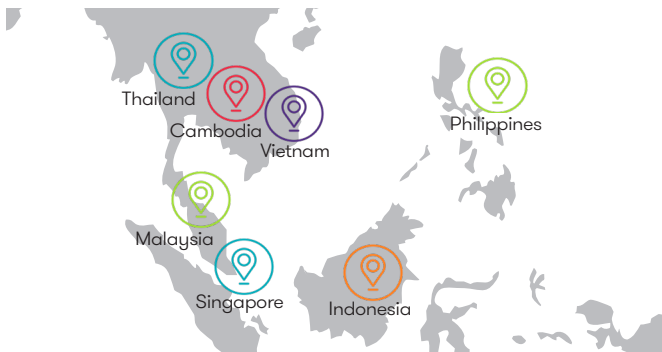 Thailand
Cambodia
Vietnam
Philippines
Malaysia
Singapore
Indonesia